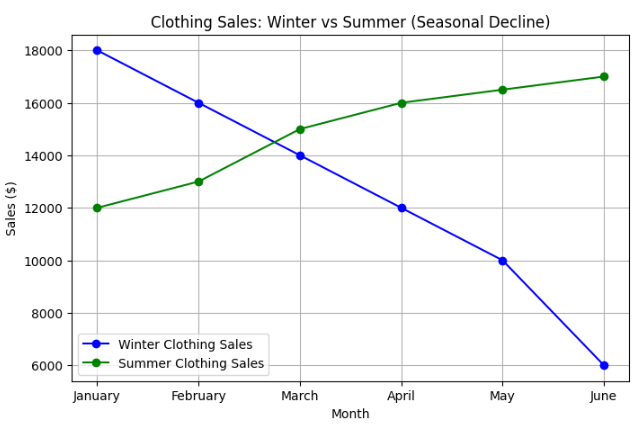 Clothing Sales: Winter vs Summer (Seasonal Decline)
18000
16000
14000
12000
10000
8000
6000
Sales ($)
Winter Clothing Sales
Summer Clothing Sales
January February March April May June
Month